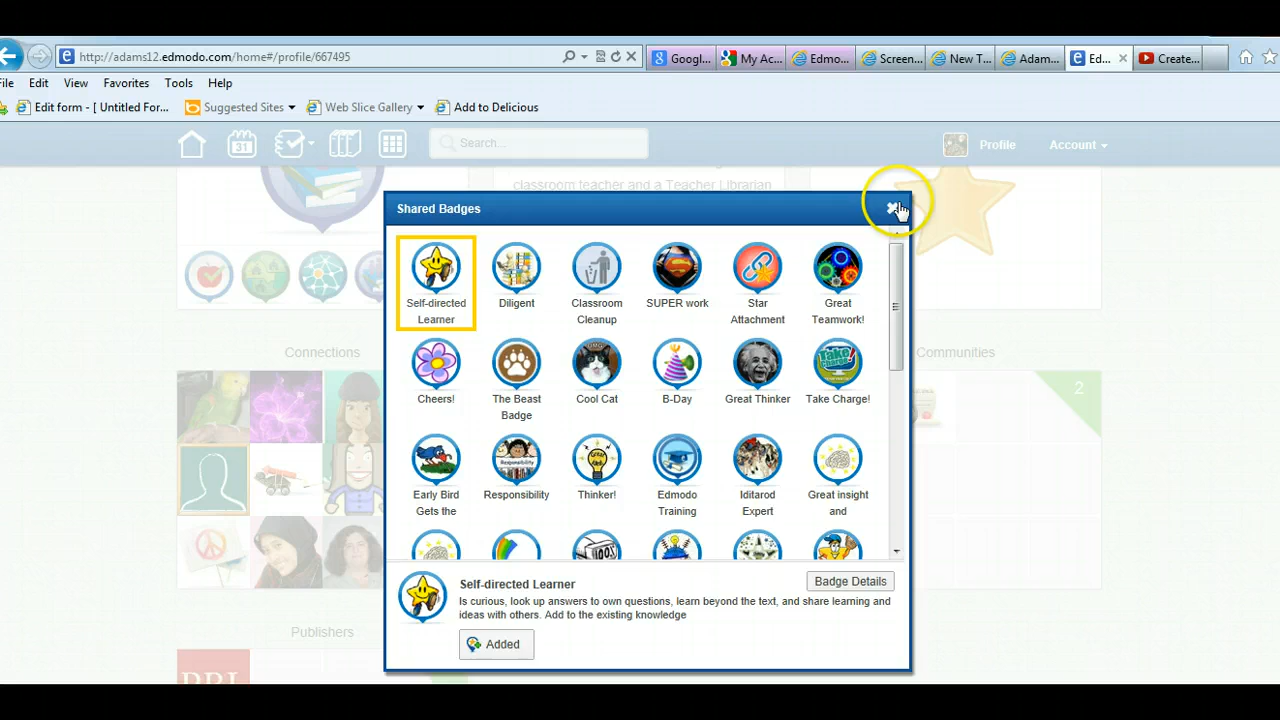 http://adams12.edmodo.com/home#/profile/667495
Googl...
My Ac...
Edmo...
Screen...
New T...
Adam...
Ed...
Create...
File Edit View Favorites Tools Help
Edit form - [ Untitled For...
Suggested Sites
Web Slice Gallery
Add to Delicious
31
Search...
Profile
Account
classroom teacher and a Teacher Librarian
Shared Badges
Self-directed
Learner
Diligent
Classroom
Cleanup
SUPER work
Star
Attachment
Great
Teamwork!
Cheers!
The Beast
Badge
Cool Cat
B-Day
Great Thinker
Take Charge!
Take
Charge
Early Bird
Gets the
Responsibility
Responsibility
Thinker!
Edmodo
Training
Iditarod
Expert
Great insight
and
100%
Connections
Communities
2
Publishers
Self-directed Learner
Badge Details
Is curious, look up answers to own questions, learn beyond the text, and share learning and
ideas with others. Add to the existing knowledge
Added